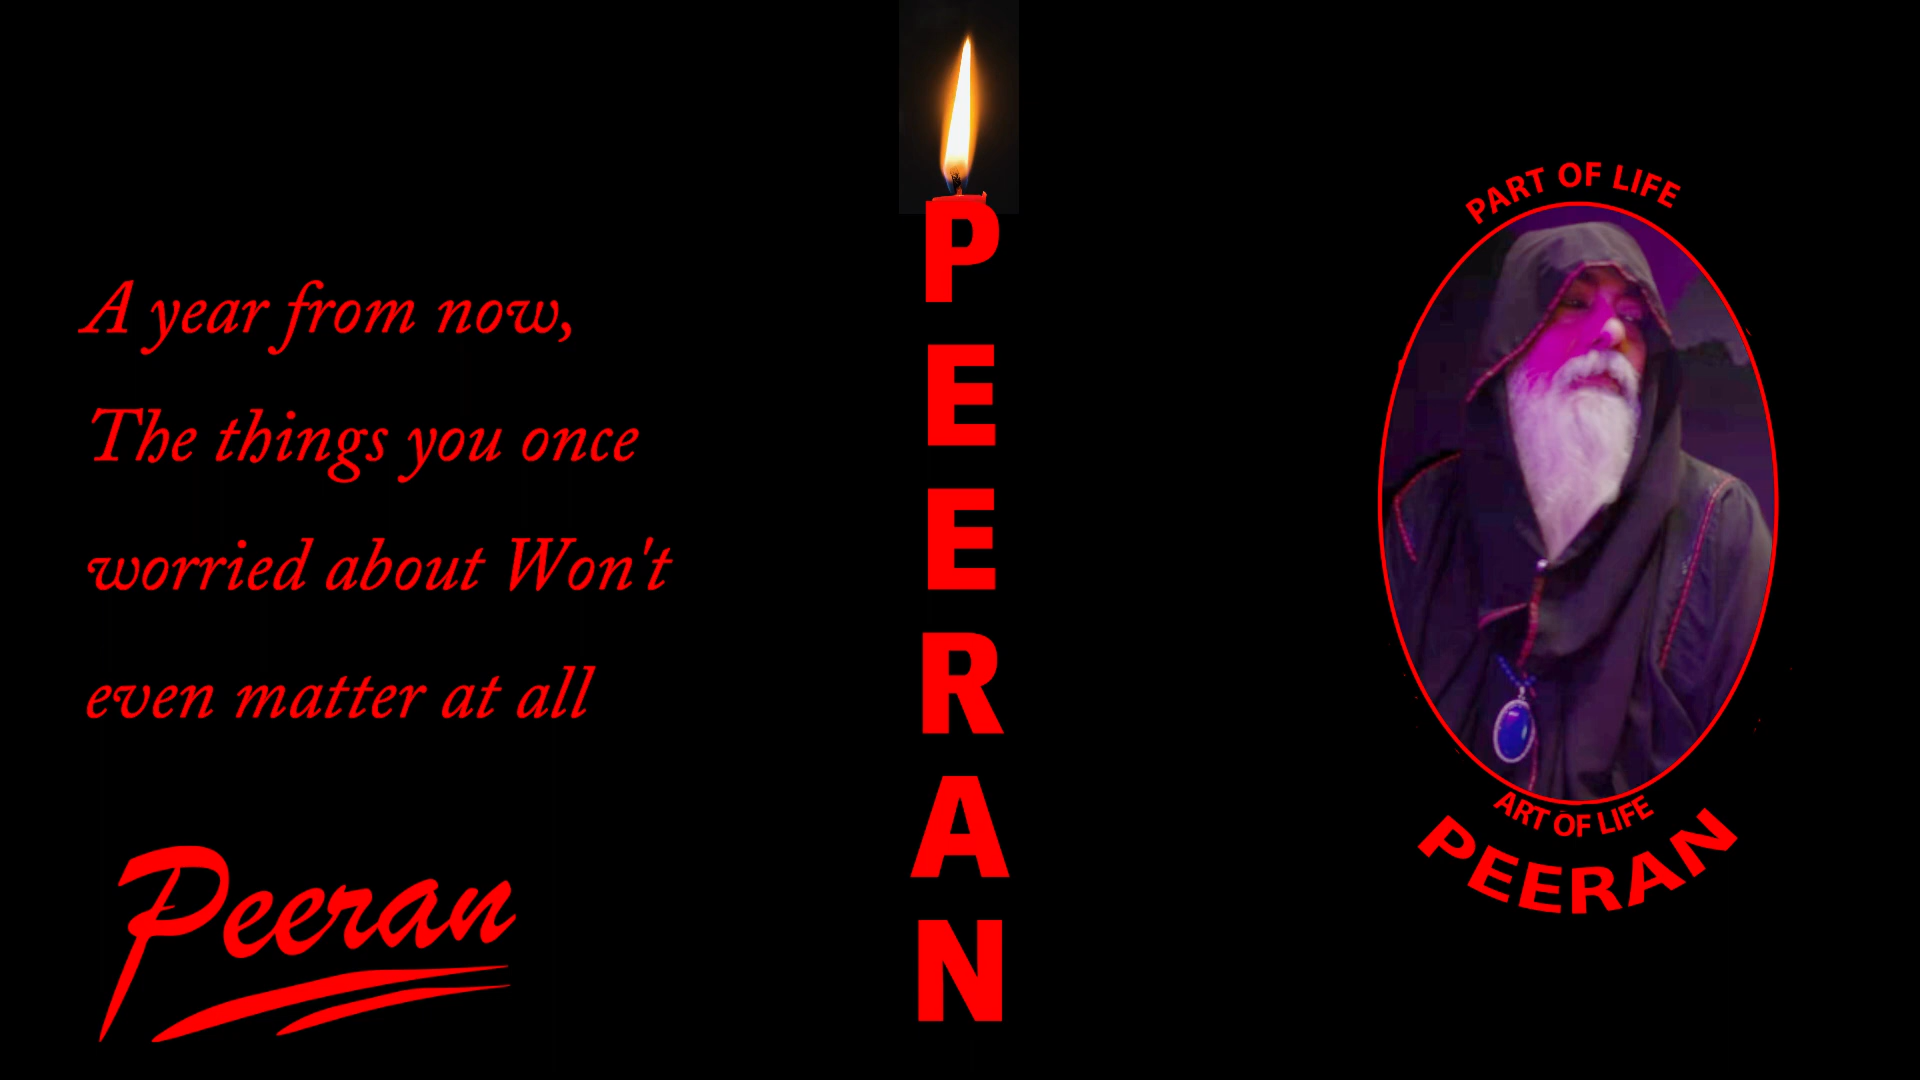 A year from now,
The things you once
worried about Won't
even matter at all
Peeran
PEERAN
PART OF LIFE
ART OF LIFE
PEERAN